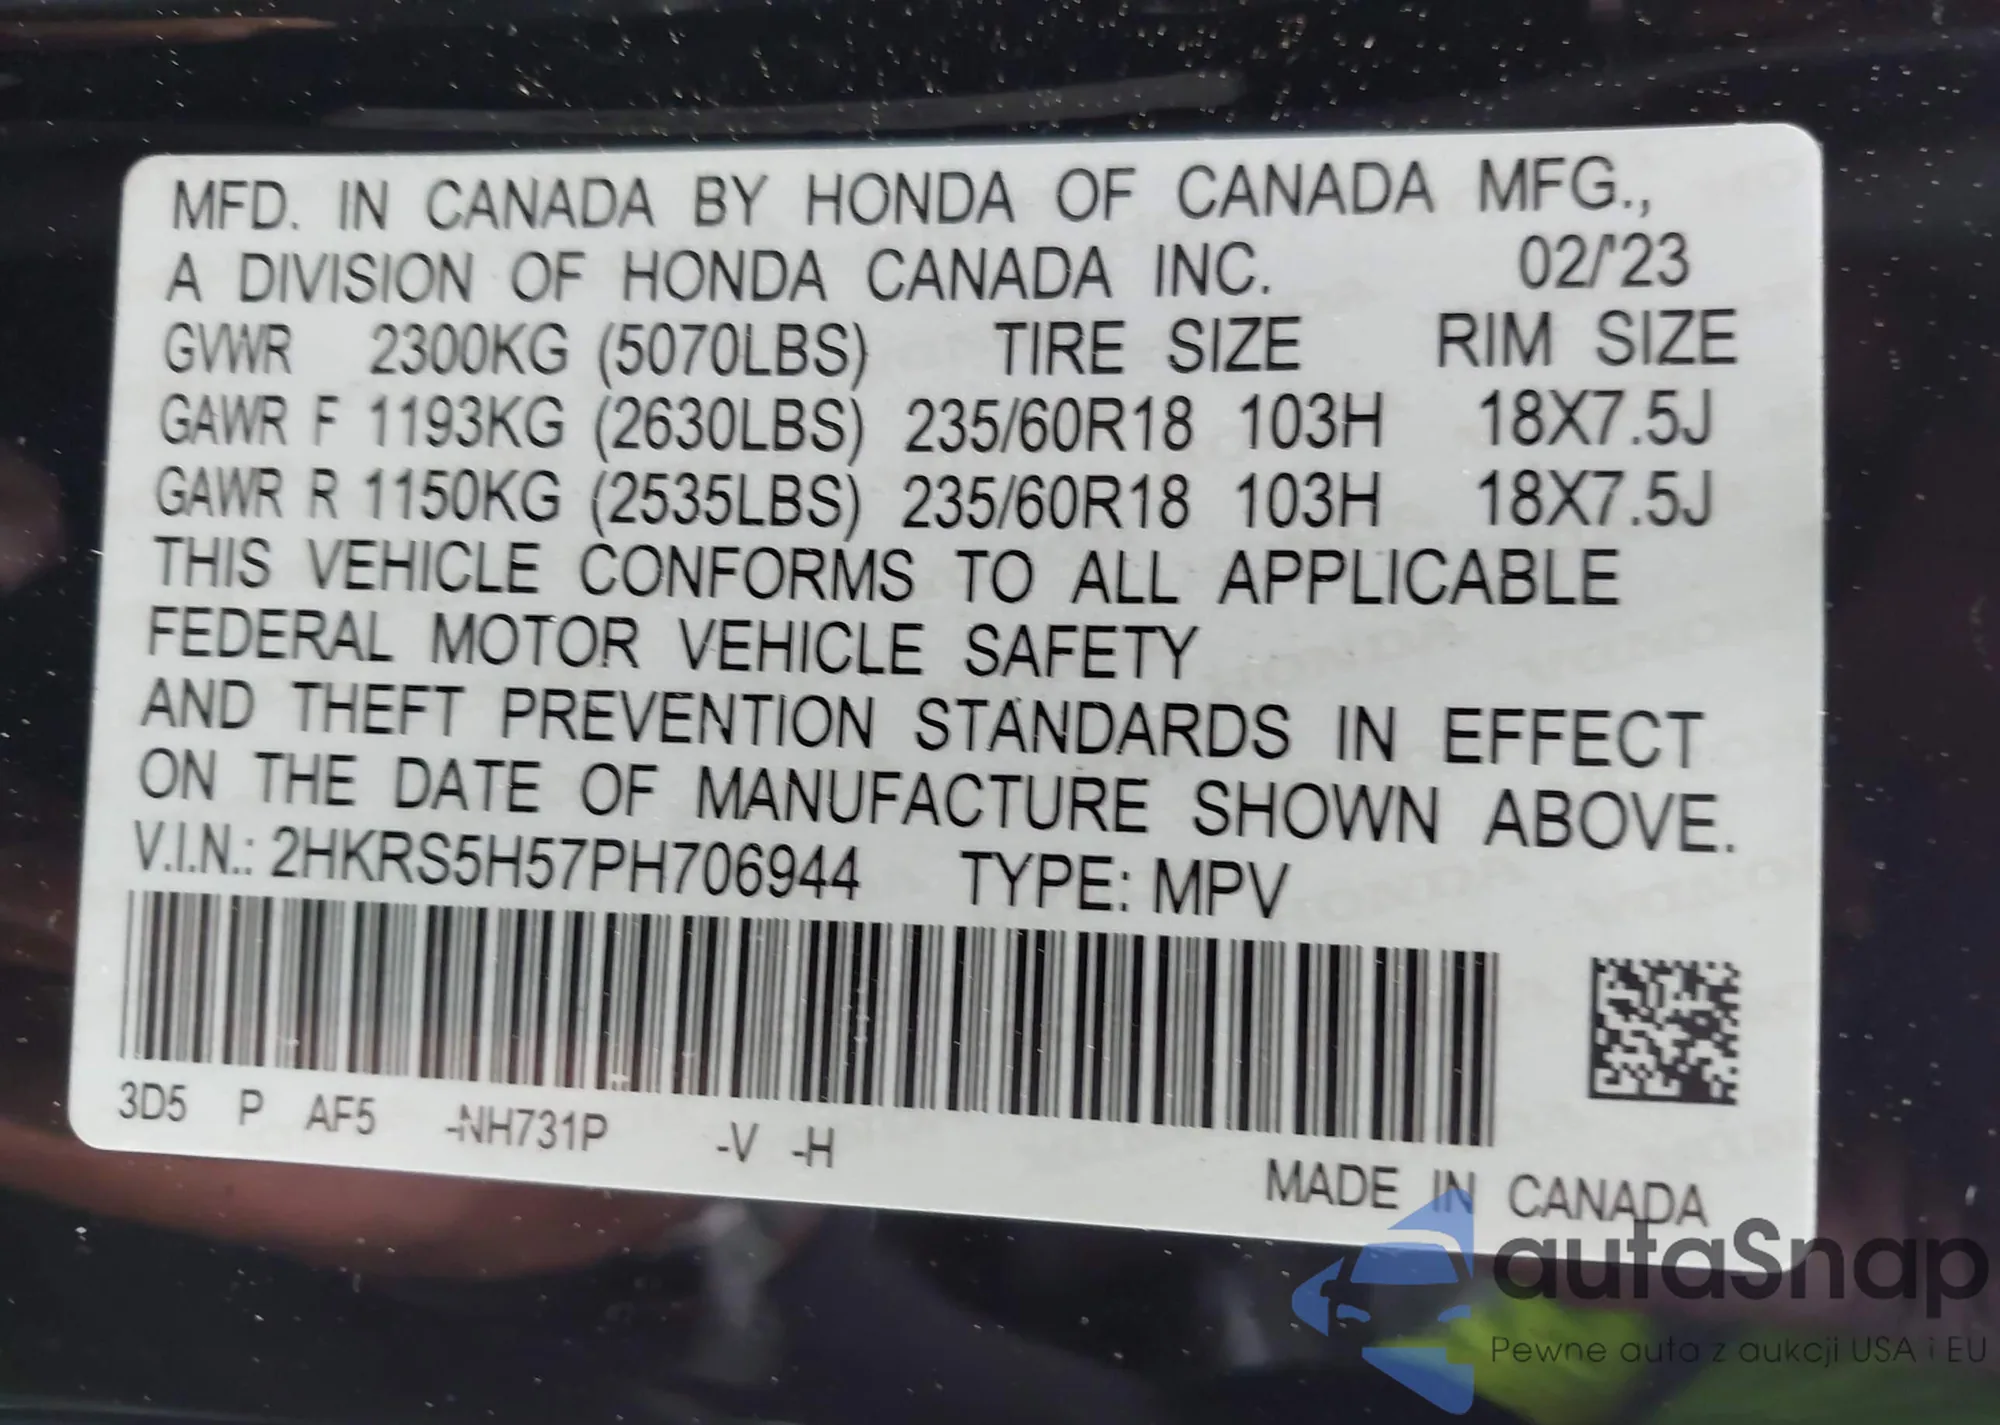 MFD. IN CANADA BY HONDA OF CANADA MFG.,
A DIVISION OF HONDA CANADA INC. 02/'23
GVWR 2300KG (5070LBS) TIRE SIZE RIM SIZE
GAWR F 1193KG (2630LBS) 235/60R18 103H 18X7.5J
GAWR R 1150KG (2535LBS) 235/60R18 103H 18X7.5J
THIS VEHICLE CONFORMS TO ALL APPLICABLE
FEDERAL MOTOR VEHICLE SAFETY
AND THEFT PREVENTION STANDARDS IN EFFECT
ON THE DATE OF MANUFACTURE SHOWN ABOVE.
V.I.N.: 2HKRS5H57PH706944 TYPE: MPV
3D5 P AF5 -NH731P -V -H
MADE IN CANADA
autaSnap
Pewne auta z aukcji USA i EU